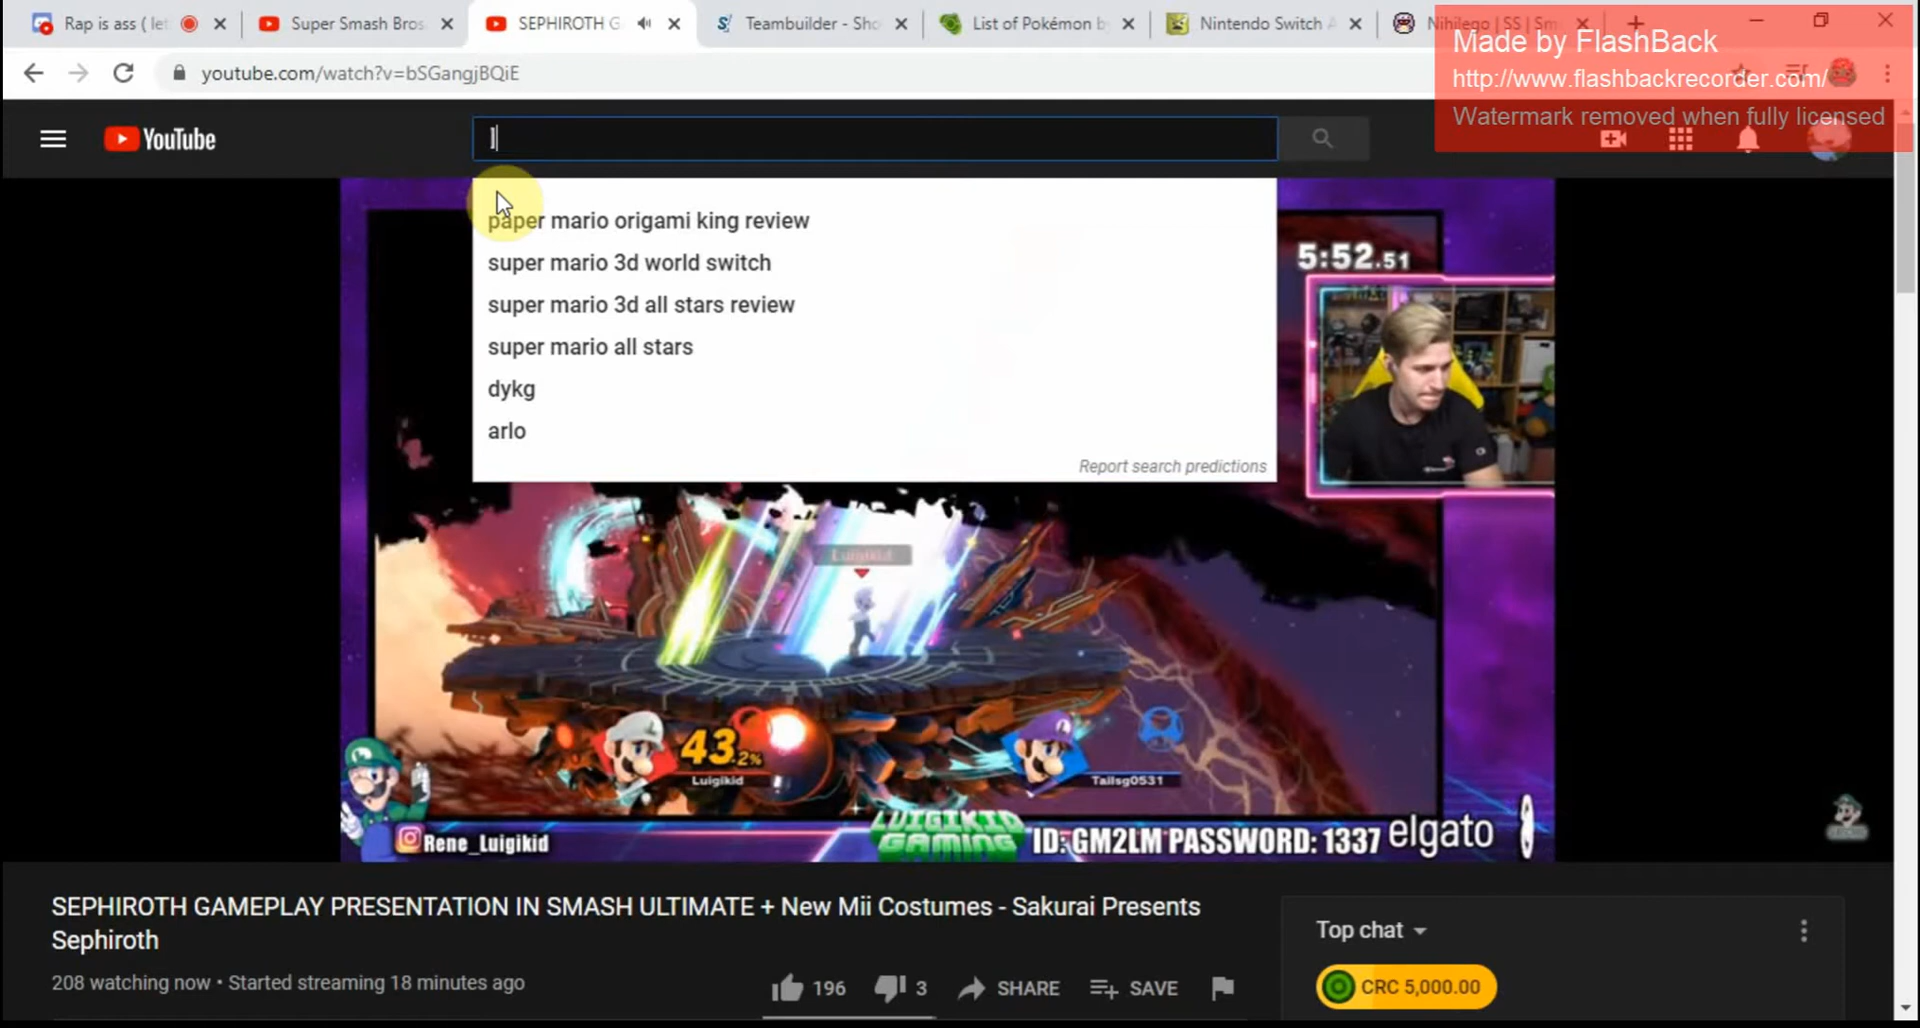 Rap is ass ( let
Super Smash Bros.
SEPHIROTH G
Teambuilder - Sho
List of Pokémon b
Nintendo Switch
Nihilego | SS | Sm
Made by FlashBack
http://www.flashbackrecorder.com/
Watermark removed when fully licensed
youtube.com/watch?v=bSGangjBQiE
YouTube
paper mario origami king review
super mario 3d world switch
super mario 3d all stars review
super mario all stars
dykg
arlo
Report search predictions
5:52.51
Luigikid
43.2%
Luigikid
Tailsg0531
Rene_Luigikid
LUIGIKID
GAMING
ID: GM2LM PASSWORD: 1337
elgato
SEPHIROTH GAMEPLAY PRESENTATION IN SMASH ULTIMATE + New Mii Costumes - Sakurai Presents
Sephiroth
208 watching now • Started streaming 18 minutes ago
196
3
SHARE
SAVE
Top chat
CRC 5,000.00